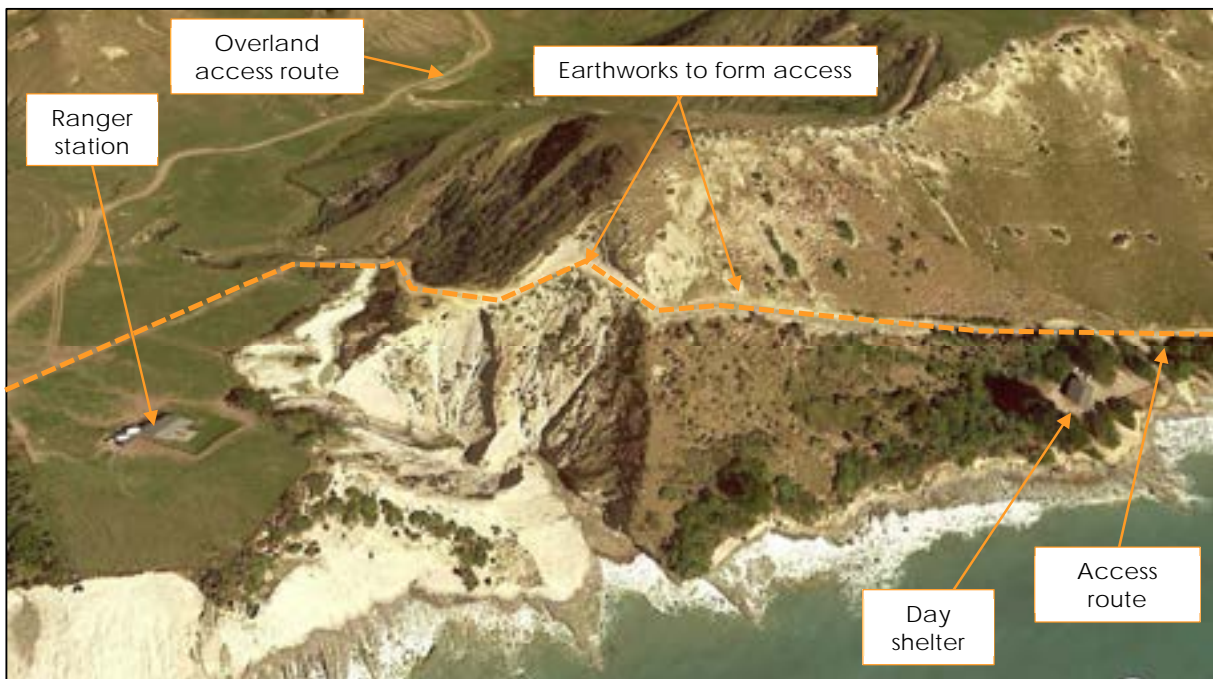 Overland
access route
Earthworks to form access
Ranger
station
Access
route
Day
shelter